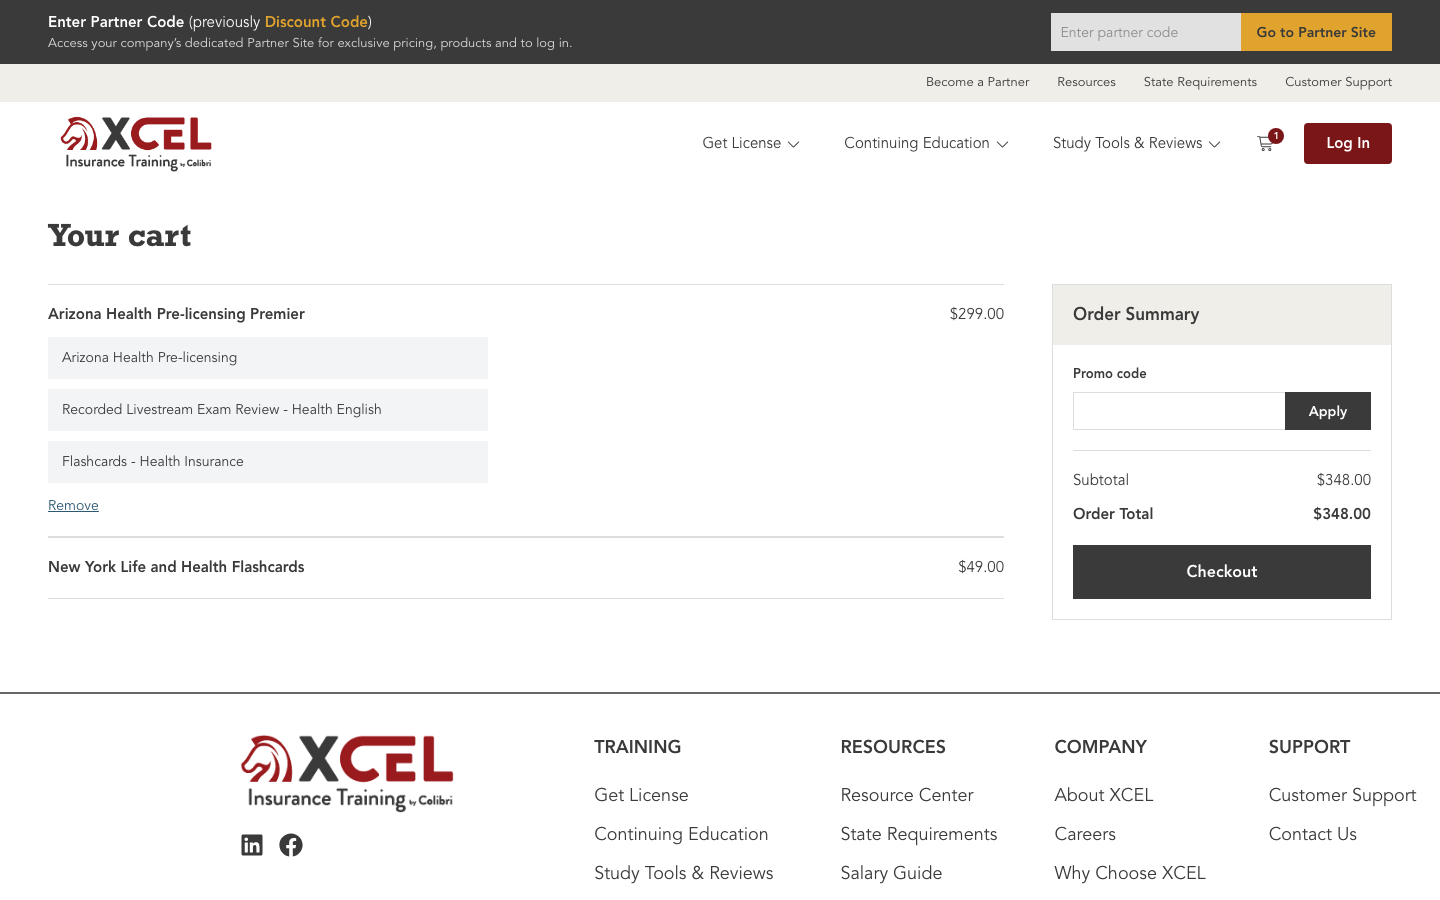 Enter Partner Code (previously Discount Code)
Access your company's dedicated Partner Site for exclusive pricing, products and to log in.
Enter partner code
Go to Partner Site
Become a Partner
Resources
State Requirements
Customer Support
XCEL
Insurance Training by Colibri
Get License
Continuing Education
Study Tools & Reviews
1
Log In
Your cart
Arizona Health Pre-licensing Premier
$299.00
Arizona Health Pre-licensing
Recorded Livestream Exam Review - Health English
Flashcards - Health Insurance
Remove
New York Life and Health Flashcards
$49.00
Order Summary
Promo code
Apply
Subtotal
$348.00
Order Total
$348.00
Checkout
XCEL
Insurance Training by Colibri
TRAINING
Get License
Continuing Education
Study Tools & Reviews
RESOURCES
Resource Center
State Requirements
Salary Guide
COMPANY
About XCEL
Careers
Why Choose XCEL
SUPPORT
Customer Support
Contact Us